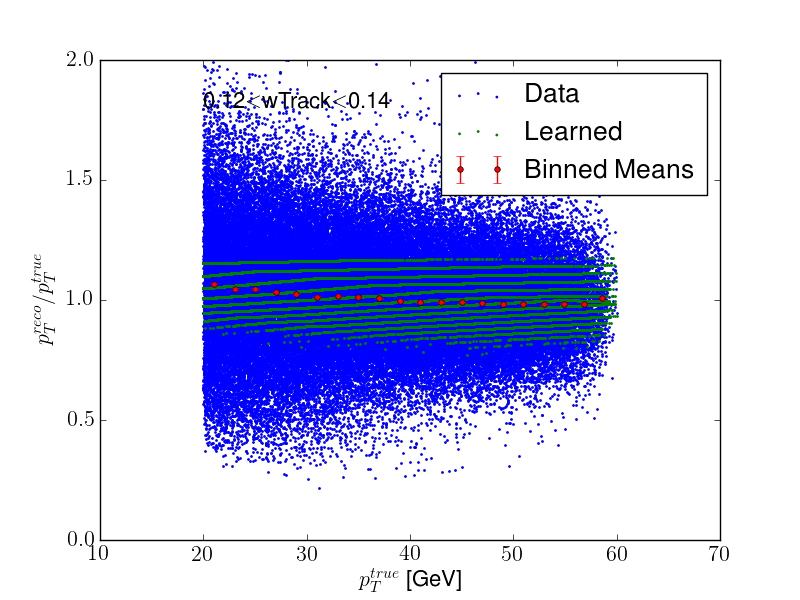 2.0
0.12<wTrack<0.14
Data
Learned
Binned Means
1.5
1.0
0.5
0.0
p_T^{reco}/p_T^{true}
10 20 30 40 50 60 70
p_T^{true} [GeV]